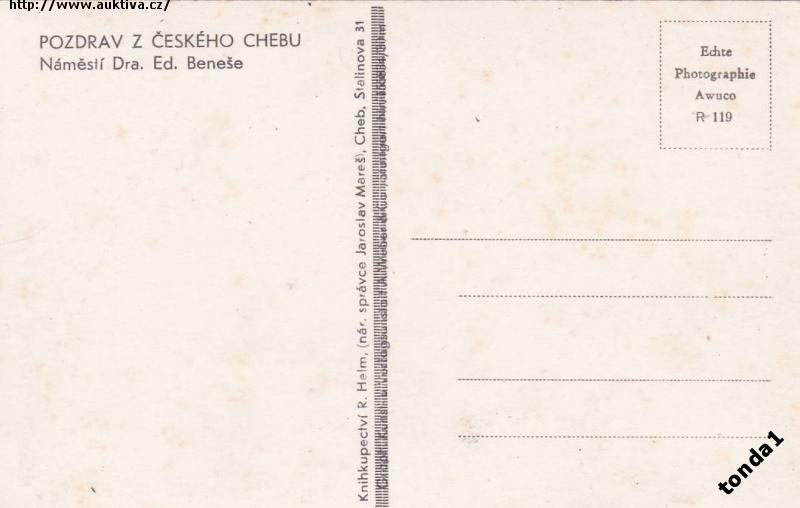 http://www.auktiva.cz/
POZDRAV Z ČESKÉHO CHEBU
Náměstí Dra. Ed. Beneše
Knihkupectví R. Helm, (nár. správce Jaroslav Mareš), Cheb, Stalinova 31
Echte
Photographie
Awuco
R 119
tonda1